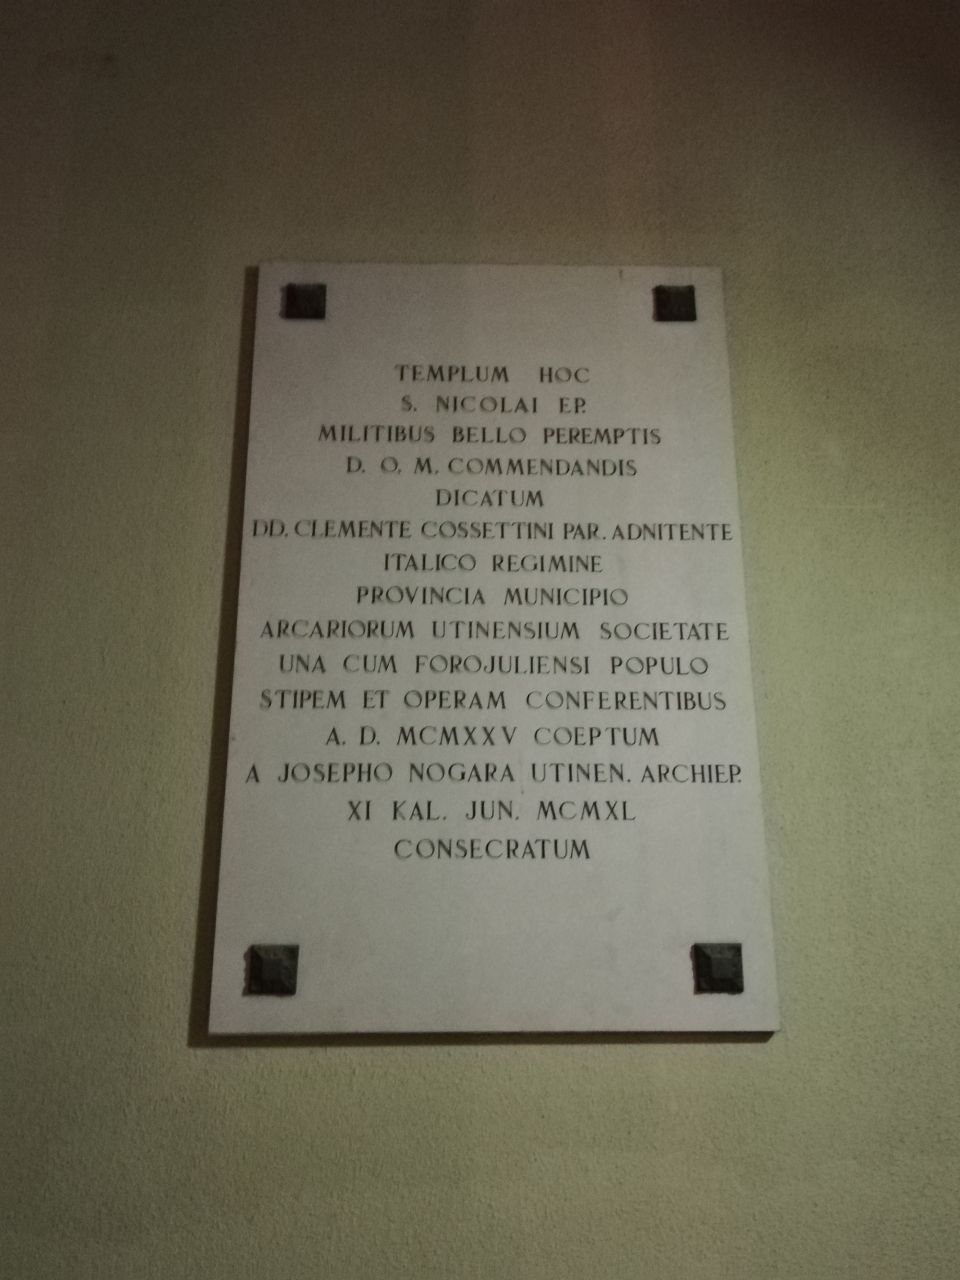 TEMPLUM HOC
S. NICOLAI EP.
MILITIBUS BELLO PEREMPTIS
D. O. M. COMMENDANDIS
DICATUM
DD. CLEMENTE COSSETTINI PAR. ADNITENTE
ITALICO REGIMINE
PROVINCIA MUNICIPIO
ARCARIORUM UTINENSIUM SOCIETATE
UNA CUM FOROJULIENSI POPULO
STIPEM ET OPERAM CONFERENTIBUS
A. D. MCMXXV COEPTUM
A JOSEPHO NOGARA UTINEN. ARCHIEP.
XI KAL. JUN. MCMXL
CONSECRATUM